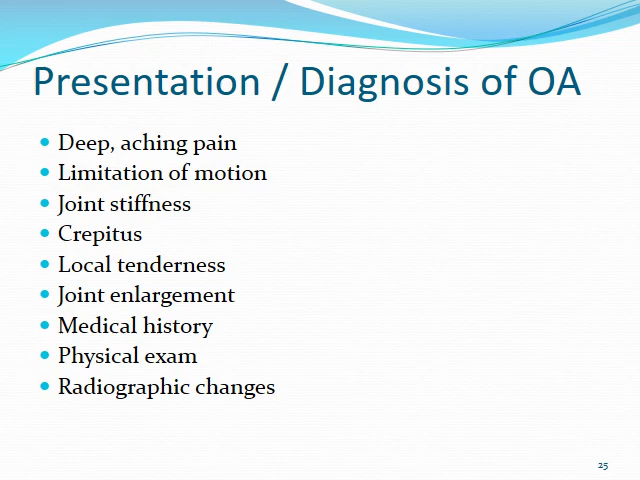 Presentation / Diagnosis of OA
• Deep, aching pain
• Limitation of motion
• Joint stiffness
• Crepitus
• Local tenderness
• Joint enlargement
• Medical history
• Physical exam
• Radiographic changes
25